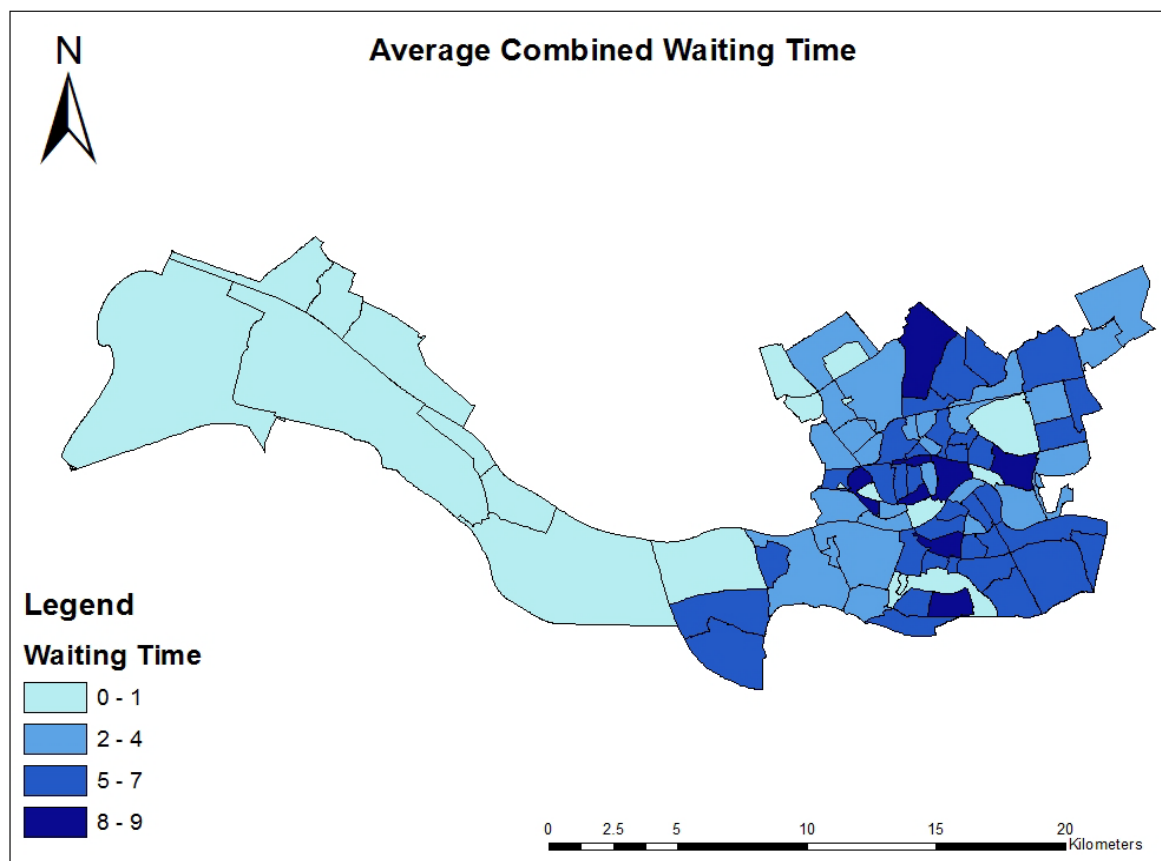 Average Combined Waiting Time
N
Legend
Waiting Time
0 - 1
2 - 4
5 - 7
8 - 9
0 2.5 5 10 15 20
Kilometers